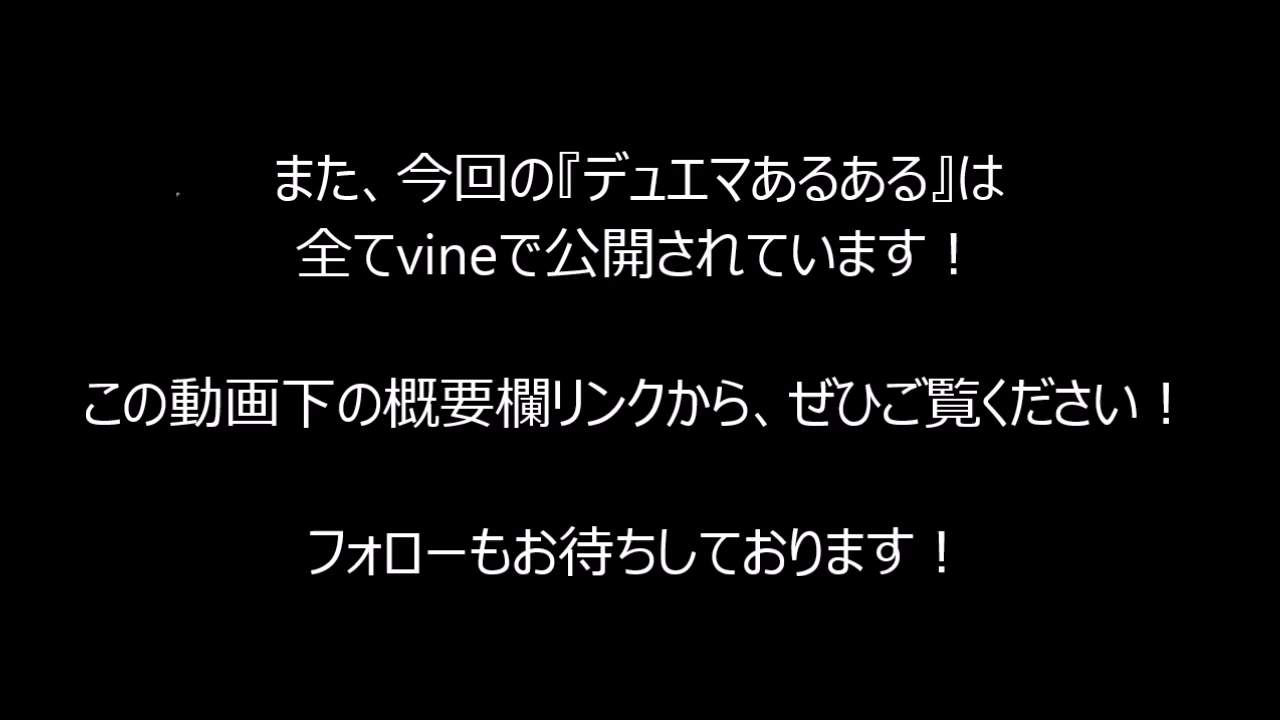 また、今回の『デュエマあるある』は
全てvineで公開されています！
この動画下の概要欄リンクから、ぜひご覧ください！
フォローもお待ちしております！